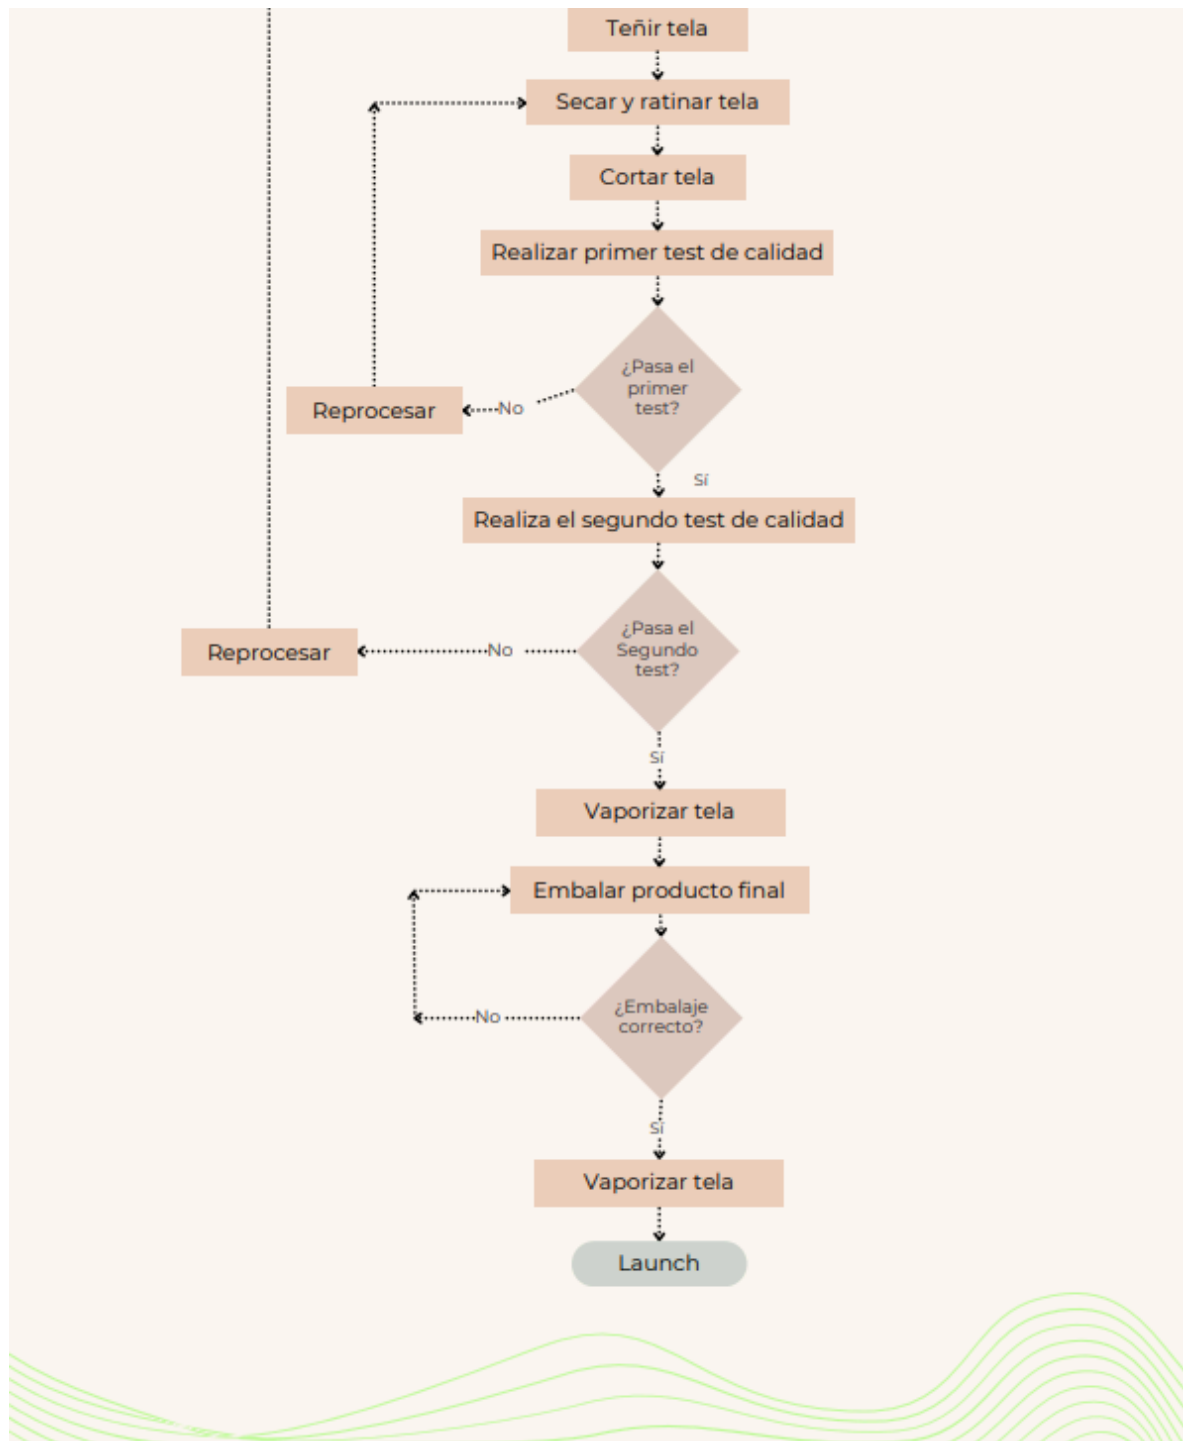 Teñir tela
Secar y ratinar tela
Cortar tela
Realizar primer test de calidad
¿Pasa el
primer
test?
No
Reprocesar
Sí
Realiza el segundo test de calidad
¿Pasa el
Segundo
test?
No
Reprocesar
Sí
Vaporizar tela
Embalar producto final
¿Embalaje
correcto?
No
Sí
Vaporizar tela
Launch